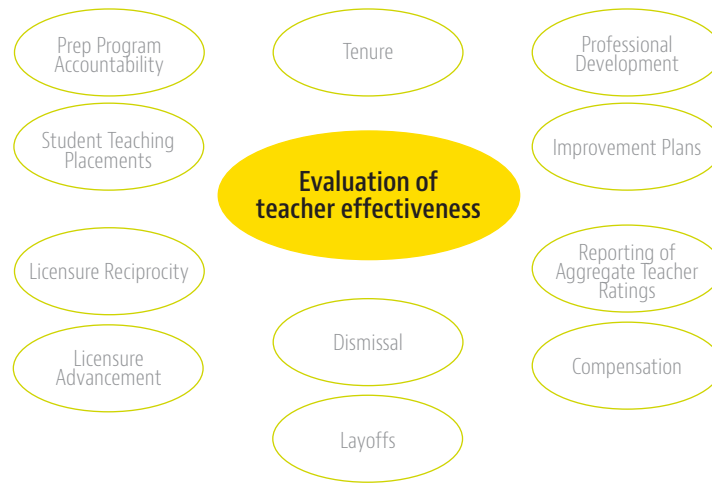 Prep Program
Accountability
Tenure
Professional
Development
Student Teaching
Placements
Improvement Plans
Evaluation of
teacher effectiveness
Licensure Reciprocity
Reporting of
Aggregate Teacher
Ratings
Licensure
Advancement
Dismissal
Compensation
Layoffs